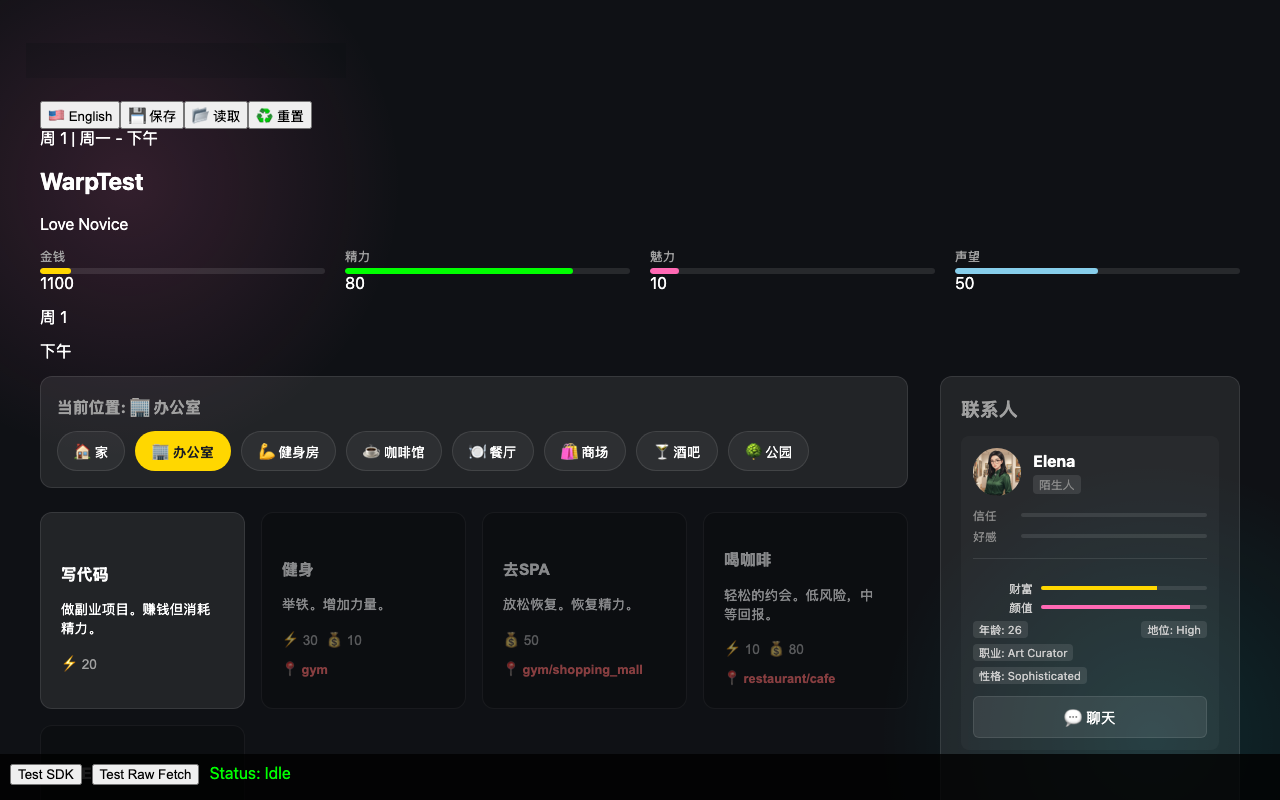 English 保存 读取 重置
周 1 | 周一 - 下午
WarpTest
Love Novice
金钱 精力 魅力 声望
1100 80 10 50
周 1
下午
当前位置: 办公室
家 办公室 健身房 咖啡馆 餐厅 商场 酒吧 公园
写代码
做副业项目。赚钱但消耗
精力。
20
健身
举铁。增加力量。
30 10
gym
去SPA
放松恢复。恢复精力。
50
gym/shopping_mall
喝咖啡
轻松的约会。低风险，中
等回报。
10 80
restaurant/cafe
联系人
Elena
陌生人
信任
好感
财富
颜值
年龄: 26 地位: High
职业: Art Curator
性格: Sophisticated
聊天
Test SDK Test Raw Fetch Status: Idle